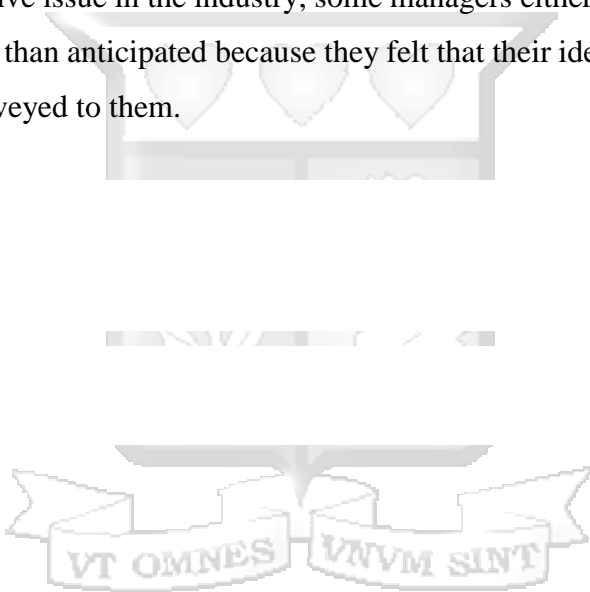 ive issue in the industry, some managers either
than anticipated because they felt that their ide
veyed to them.
VT OMNES VNVM SINT